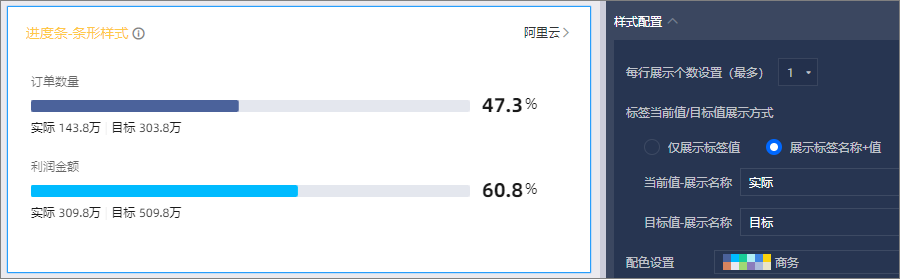 进度条-条形样式
阿里云
订单数量
47.3%
实际 143.8万 目标 303.8万
利润金额
60.8%
实际 309.8万 目标 509.8万
样式配置
每行展示个数设置（最多） 1
标签当前值/目标值展示方式
仅展示标签值 展示标签名称+值
当前值-展示名称 实际
目标值-展示名称 目标
配色设置 商务